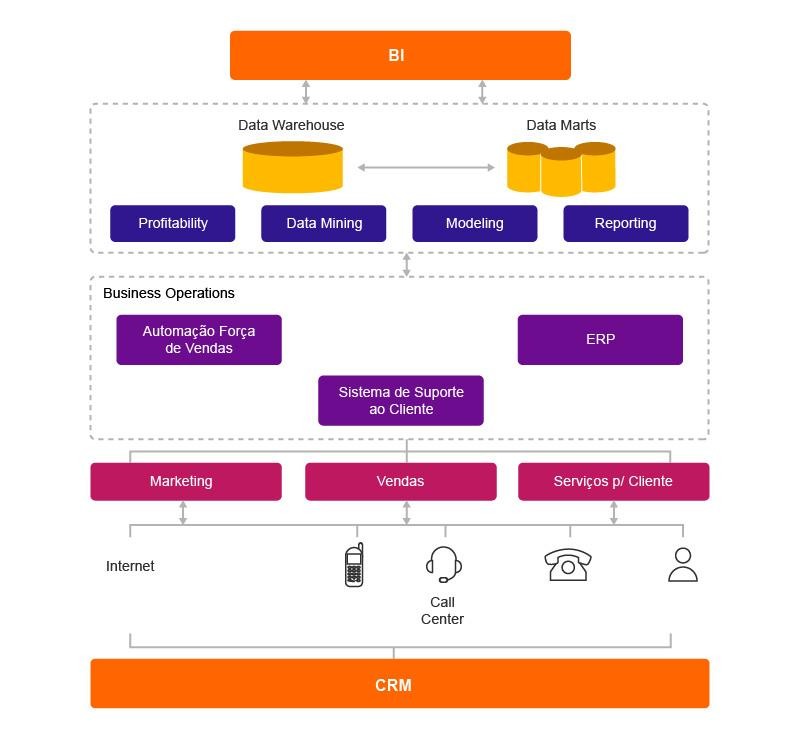 BI
Data Warehouse
Data Marts
Profitability
Data Mining
Modeling
Reporting
Business Operations
Automação Força
de Vendas
ERP
Sistema de Suporte
ao Cliente
Marketing
Vendas
Serviços p/ Cliente
Internet
Call
Center
CRM